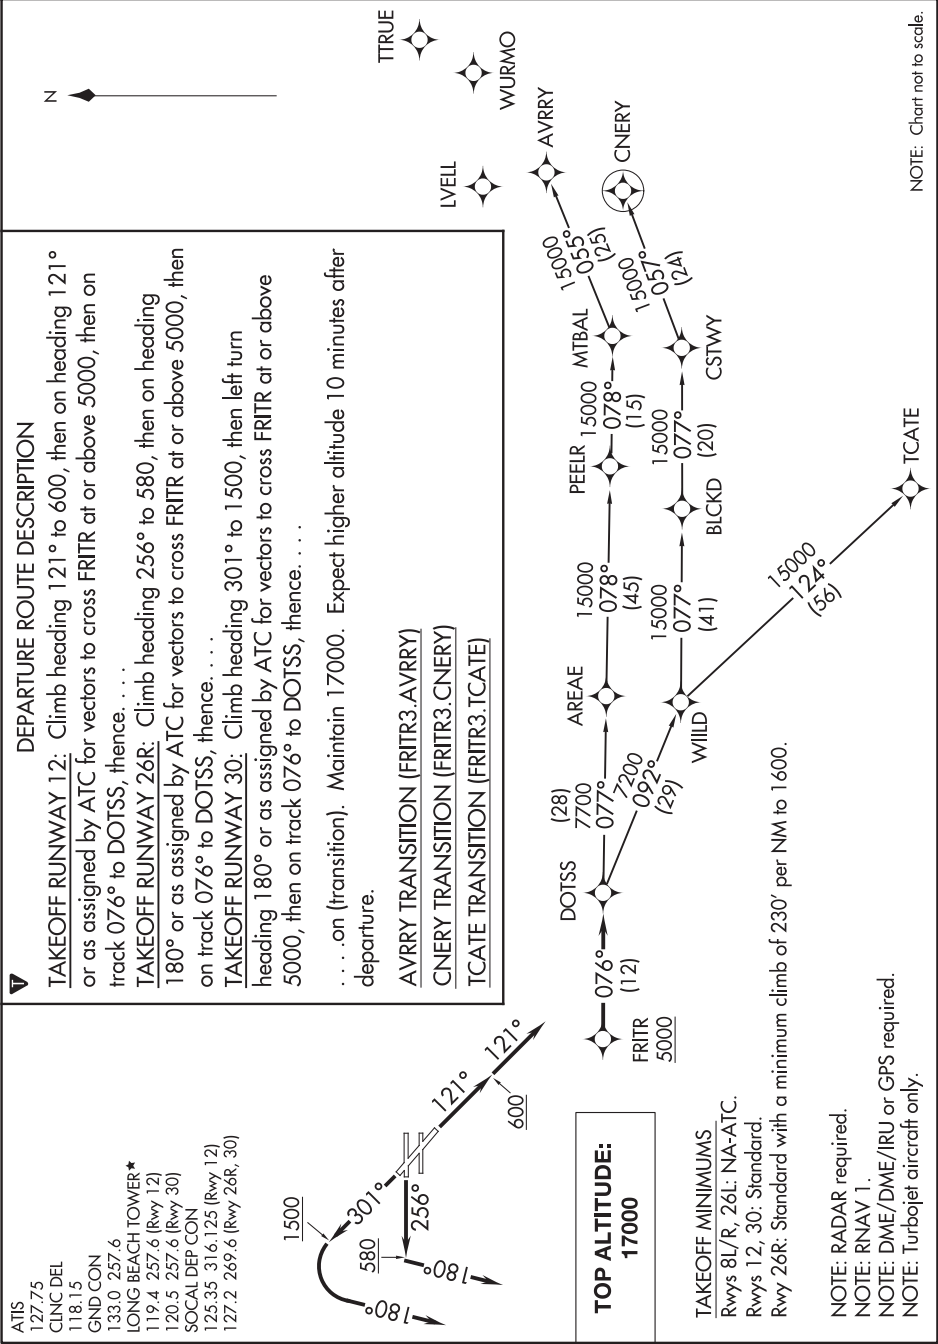 ATIS
127.75
CLNC DEL
118.15
GND CON
133.0 257.6
LONG BEACH TOWER★
119.4 257.6 (Rwy 12)
120.5 257.6 (Rwy 30)
SOCAL DEP CON
125.35 316.125 (Rwy 12)
127.2 269.6 (Rwy 26R, 30)
T
DEPARTURE ROUTE DESCRIPTION
TAKEOFF RUNWAY 12: Climb heading 121° to 600, then on heading 121°
or as assigned by ATC for vectors to cross FRITR at or above 5000, then on
track 076° to DOTSS, thence. . . .
TAKEOFF RUNWAY 26R: Climb heading 256° to 580, then on heading
180° or as assigned by ATC for vectors to cross FRITR at or above 5000, then
on track 076° to DOTSS, thence. . . .
TAKEOFF RUNWAY 30: Climb heading 301° to 1500, then left turn
heading 180° or as assigned by ATC for vectors to cross FRITR at or above
5000, then on track 076° to DOTSS, thence. . . .
. . . .on (transition). Maintain 17000. Expect higher altitude 10 minutes after
departure.
AVRRY TRANSITION (FRITR3.AVRRY)
CNERY TRANSITION (FRITR3.CNERY)
TCATE TRANSITION (FRITR3.TCATE)
N
TTRUE
WURMO
LVELL
AVRRY
CNERY
1500
301°
180°
580
256°
180°
121°
600
121°
TOP ALTITUDE:
17000
FRITR
5000
076°
(12)
DOTSS
(28)
7700
077°
7200
092°
(29)
AREAE
WIILD
15000
078°
(45)
15000
077°
(41)
PEELR
BLCKD
15000
078°
(15)
15000
077°
(20)
MTBAL
CSTWY
15000
055°
(25)
15000
057°
(24)
15000
124°
(56)
TCATE
TAKEOFF MINIMUMS
Rwys 8L/R, 26L: NA-ATC.
Rwys 12, 30: Standard.
Rwy 26R: Standard with a minimum climb of 230' per NM to 1600.
NOTE: RADAR required.
NOTE: RNAV 1.
NOTE: DME/DME/IRU or GPS required.
NOTE: Turbojet aircraft only.
NOTE: Chart not to scale.